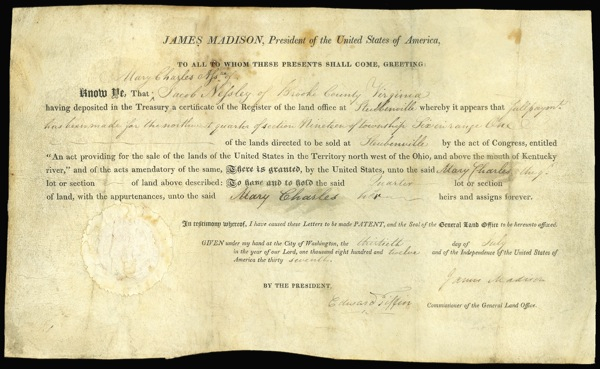 JAMES MADISON, President of the United States of America,
TO ALL TO WHOM THESE PRESENTS SHALL COME, GREETING:
Mary Charles
Know Ye, That Jacob Nessley of Brooke County Virginia
having deposited in the Treasury a certificate of the Register of the land office at Steubenville whereby it appears that full paym't
has been made for the quarter of section Nineteen of township Six in range One
of the lands directed to be sold at Steubenville by the act of Congress, entitled
"An act providing for the sale of the lands of the United States in the Territory north west of the Ohio, and above the mouth of Kentucky
river," and of the acts amendatory of the same, There is granted, by the United States, unto the said Mary Charles the
lot or section of land above described: To have and to hold the said Quarter lot or section
of land, with the appurtenances, unto the said Mary Charles her heirs and assigns forever.
In testimony whereof, I have caused these Letters to be made PATENT, and the Seal of the General Land Office to be hereunto affixed.
GIVEN under my hand at the City of Washington, the thirtieth day of July
in the year of our Lord, one thousand eight hundred and twelve and of the Independence of the United States of
America the thirty seventh.
James Madison
BY THE PRESIDENT.
Edward Tiffin Commissioner of the General Land Office.